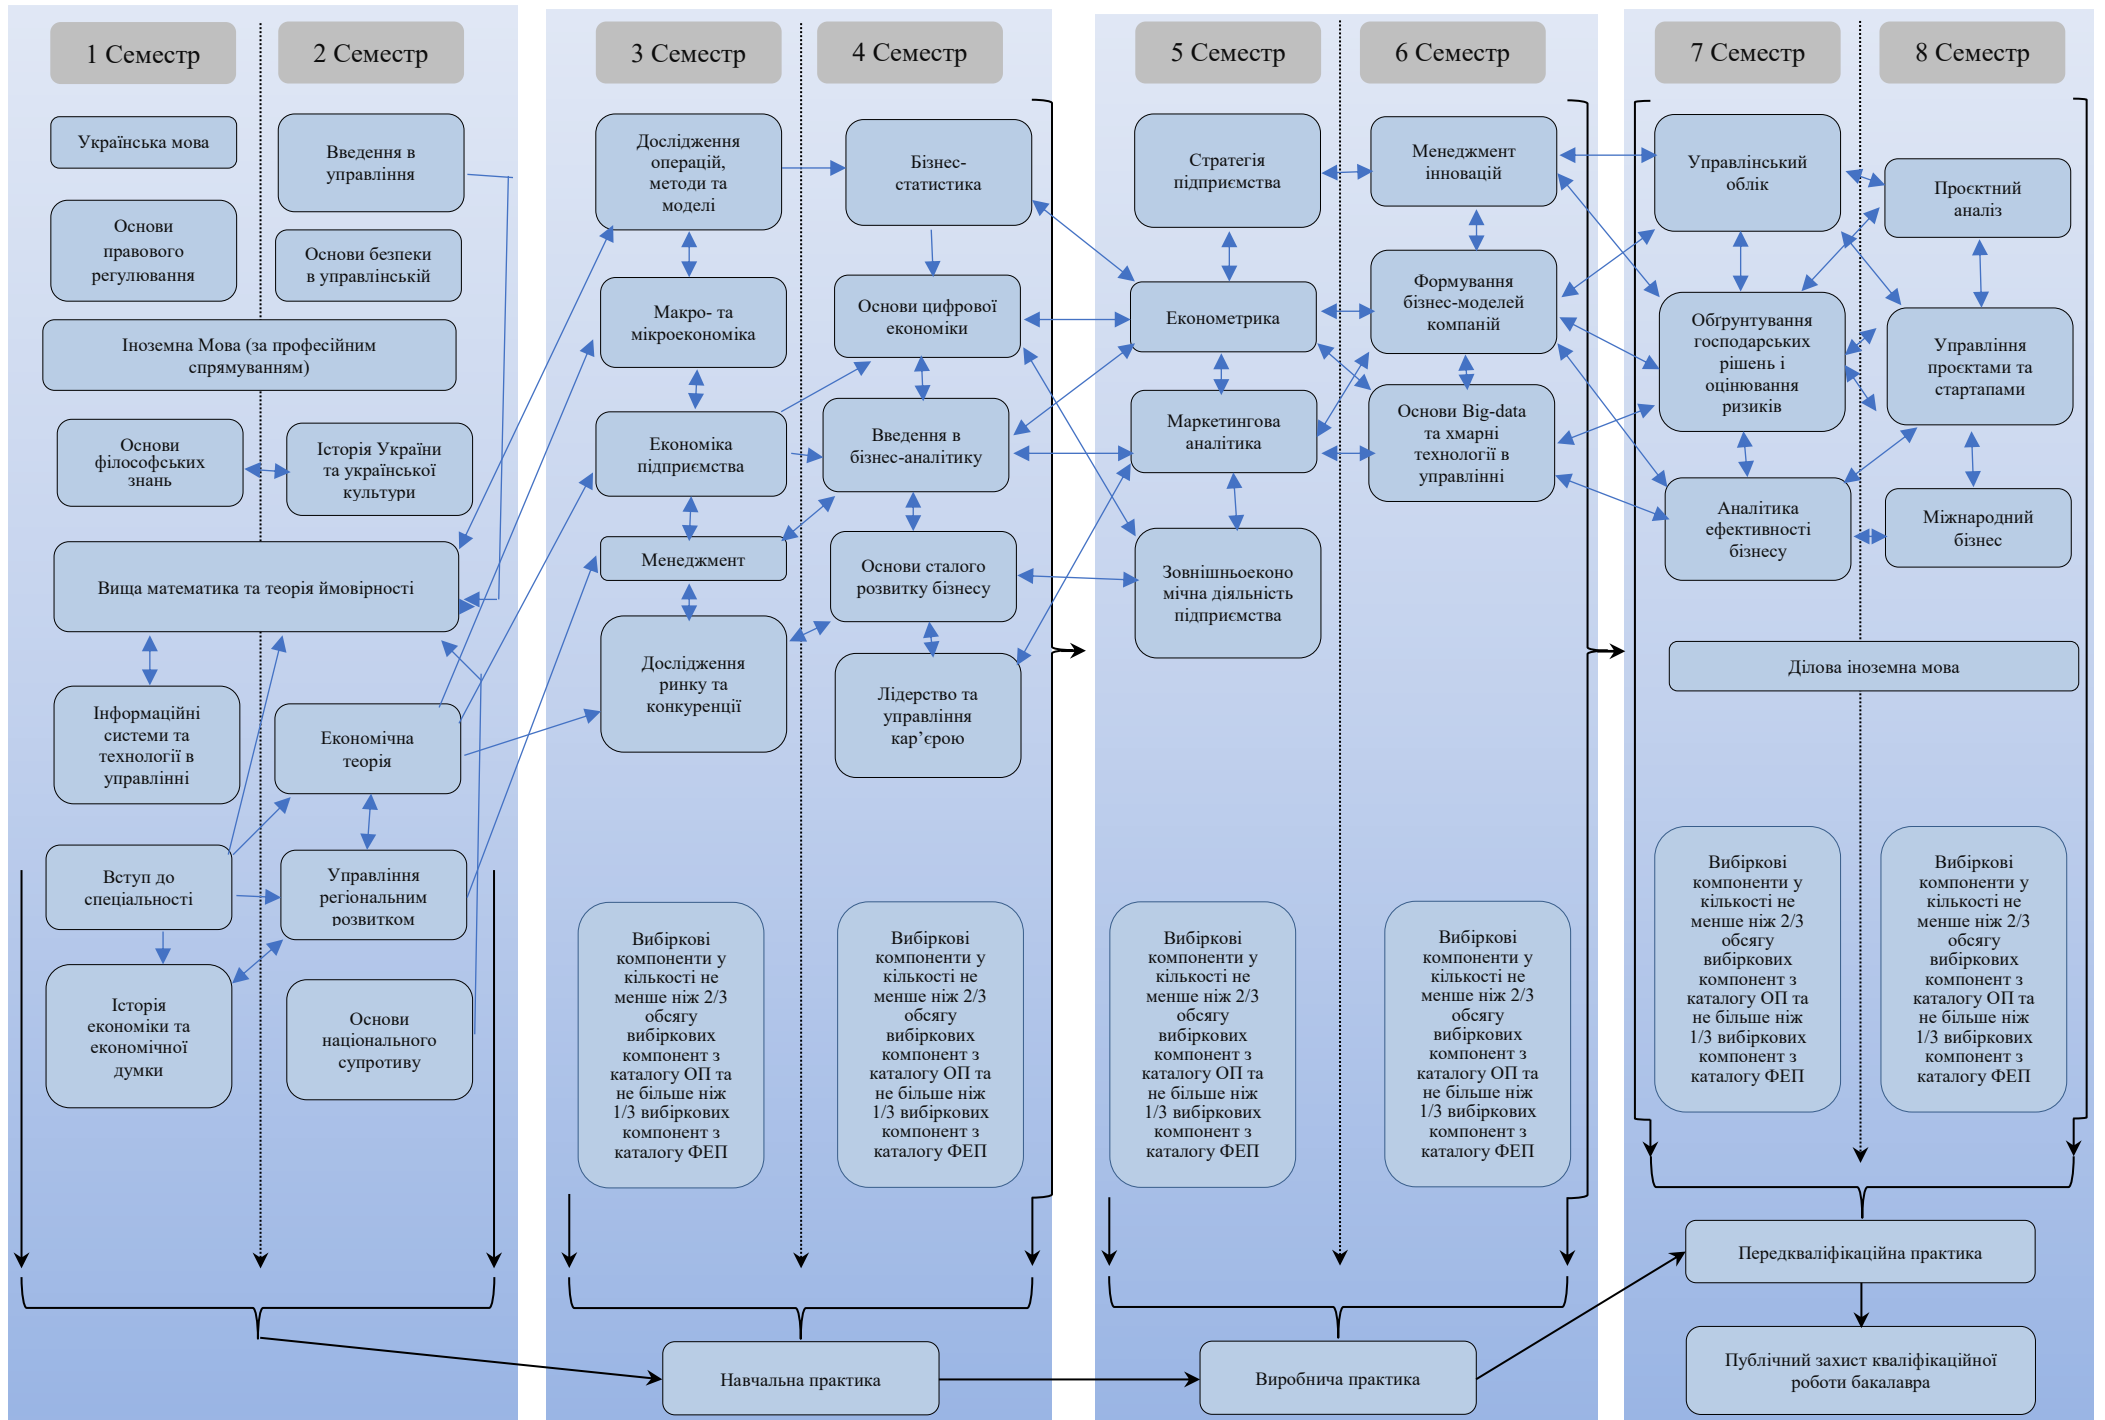 1 Семестр
2 Семестр
3 Семестр
4 Семестр
5 Семестр
6 Семестр
7 Семестр
8 Семестр
Українська мова
Основи
правового
регулювання
Введення в
управління
Основи безпеки
в управлінській
Іноземна Мова (за професійним
спрямуванням)
Основи
філософських
знань
Історія України
та української
культури
Вища математика та теорія ймовірності
Інформаційні
системи та
технології в
управлінні
Економічна
теорія
Вступ до
спеціальності
Управління
регіональним
розвитком
Історія
економіки та
економічної
думки
Основи
національного
супротиву
Дослідження
операцій,
методи та
моделі
Макро- та
мікроекономіка
Економіка
підприємства
Менеджмент
Дослідження
ринку та
конкуренції
Вибіркові
компоненти у
кількості не
менше ніж 2/3
обсягу
вибіркових
компонент з
каталогу ОП та
не більше ніж
1/3 вибіркових
компонент з
каталогу ФЕП
Бізнес-
статистика
Основи цифрової
економіки
Введення в
бізнес-аналітику
Основи сталого
розвитку бізнесу
Лідерство та
управління
кар’єрою
Вибіркові
компоненти у
кількості не
менше ніж 2/3
обсягу
вибіркових
компонент з
каталогу ОП та
не більше ніж
1/3 вибіркових
компонент з
каталогу ФЕП
Стратегія
підприємства
Економетрика
Маркетингова
аналітика
Зовнішньоеконо
мічна діяльність
підприємства
Вибіркові
компоненти у
кількості не
менше ніж 2/3
обсягу
вибіркових
компонент з
каталогу ОП та
не більше ніж
1/3 вибіркових
компонент з
каталогу ФЕП
Менеджмент
інновацій
Формування
бізнес-моделей
компаній
Основи Big-data
та хмарні
технології в
управлінні
Вибіркові
компоненти у
кількості не
менше ніж 2/3
обсягу
вибіркових
компонент з
каталогу ОП та
не більше ніж
1/3 вибіркових
компонент з
каталогу ФЕП
Управлінський
облік
Обґрунтування
господарських
рішень і
оцінювання
ризиків
Аналітика
ефективності
бізнесу
Проєктний
аналіз
Управління
проєктами та
стартапами
Міжнародний
бізнес
Ділова іноземна мова
Вибіркові
компоненти у
кількості не
менше ніж 2/3
обсягу
вибіркових
компонент з
каталогу ОП та
не більше ніж
1/3 вибіркових
компонент з
каталогу ФЕП
Вибіркові
компоненти у
кількості не
менше ніж 2/3
обсягу
вибіркових
компонент з
каталогу ОП та
не більше ніж
1/3 вибіркових
компонент з
каталогу ФЕП
Навчальна практика
Виробнича практика
Передкваліфікаційна практика
Публічний захист кваліфікаційної
роботи бакалавра